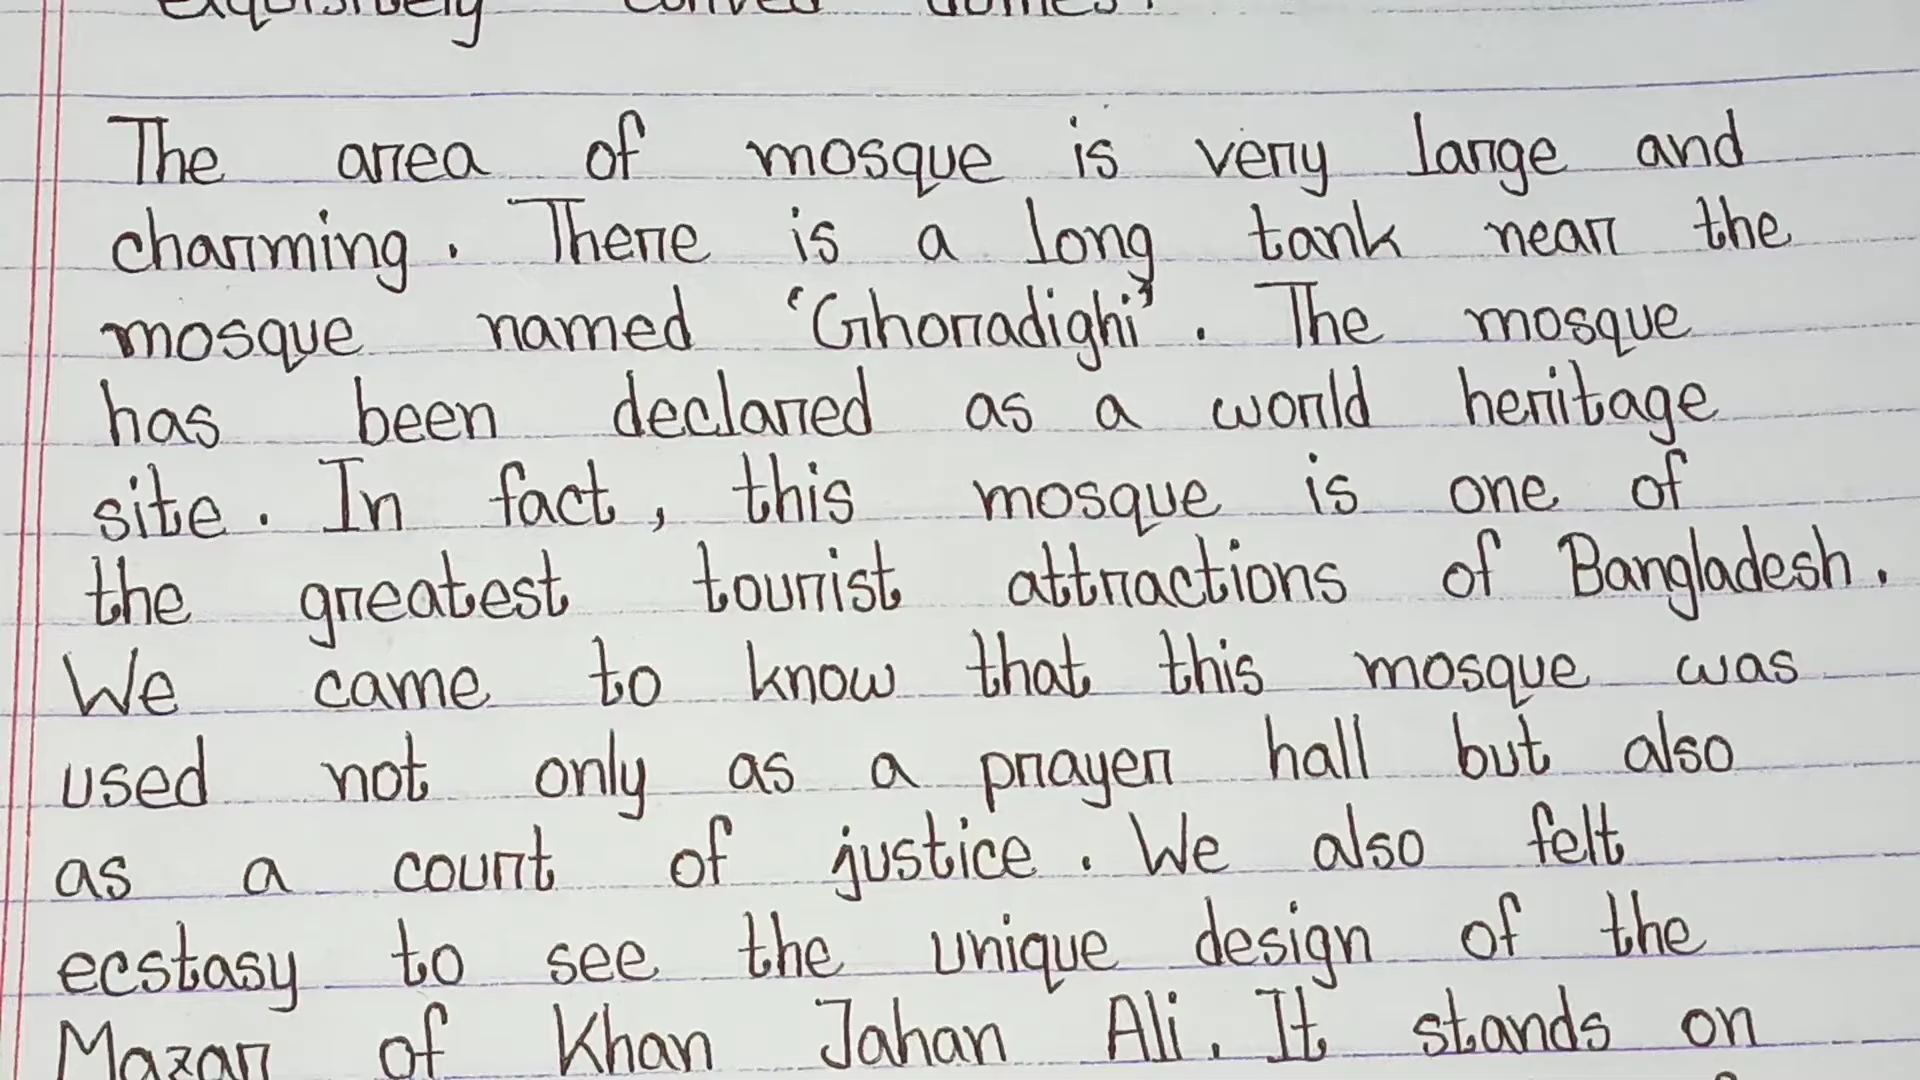 exquisitely curved domes.
The area of mosque is very large and
charming. There is a long tank near the
mosque named 'Ghoradighi'. The mosque
has been declared as a world heritage
site. In fact, this mosque is one of
the greatest tourist attractions of Bangladesh.
We came to know that this mosque was
used not only as a prayer hall but also
as a court of justice. We also felt
ecstasy to see the unique design of the
Mazar of Khan Jahan Ali. It stands on